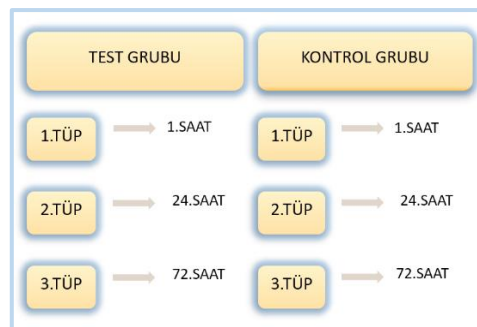 TEST GRUBU
KONTROL GRUBU
1.TÜP
1.SAAT
1.TÜP
1.SAAT
2.TÜP
24.SAAT
2.TÜP
24.SAAT
3.TÜP
72.SAAT
3.TÜP
72.SAAT